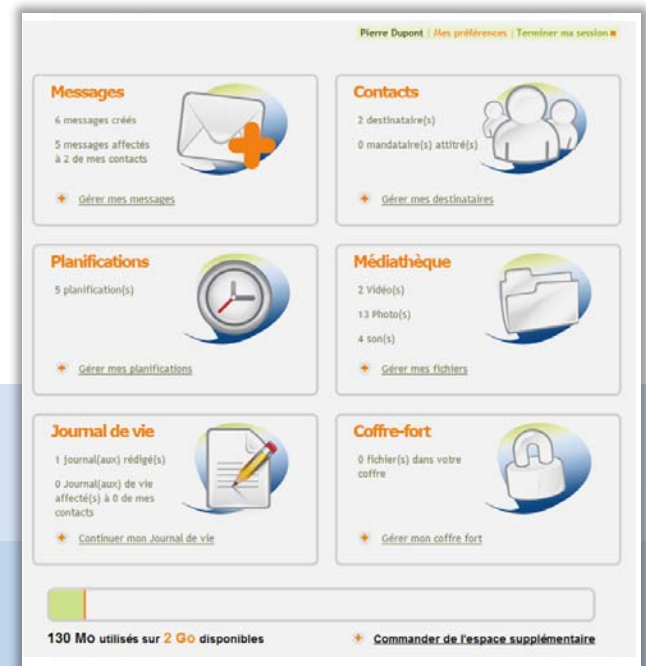 Pierre Dupont | Mes préférences | Terminer ma session
Messages
6 messages créés
5 messages affectés
à 2 de mes contacts
Gérer mes messages
Contacts
2 destinataire(s)
0 mandataire(s) attitré(s)
Gérer mes destinataires
Planifications
5 planification(s)
Gérer mes planifications
Médiathèque
2 Vidéo(s)
13 Photo(s)
4 son(s)
Gérer mes fichiers
Journal de vie
1 journal(aux) rédigé(s)
0 Journal(aux) de vie
affecté(s) à 0 de mes
contacts
Continuer mon Journal de vie
Coffre-fort
0 fichier(s) dans votre
coffre
Gérer mon coffre fort
130 Mo utilisés sur 2 Go disponibles
Commander de l'espace supplémentaire